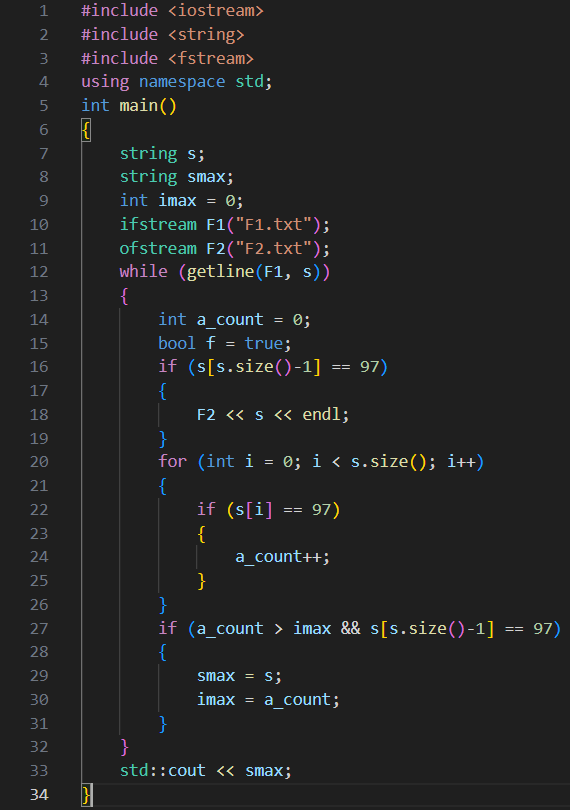 1 #include <iostream>
2 #include <string>
3 #include <fstream>
4 using namespace std;
5 int main()
6 {
7     string s;
8     string smax;
9     int imax = 0;
10     ifstream F1("F1.txt");
11     ofstream F2("F2.txt");
12     while (getline(F1, s))
13     {
14         int a_count = 0;
15         bool f = true;
16         if (s[s.size()-1] == 97)
17         {
18             F2 << s << endl;
19         }
20         for (int i = 0; i < s.size(); i++)
21         {
22             if (s[i] == 97)
23             {
24                 a_count++;
25             }
26         }
27         if (a_count > imax && s[s.size()-1] == 97)
28         {
29             smax = s;
30             imax = a_count;
31         }
32     }
33     std::cout << smax;
34 }